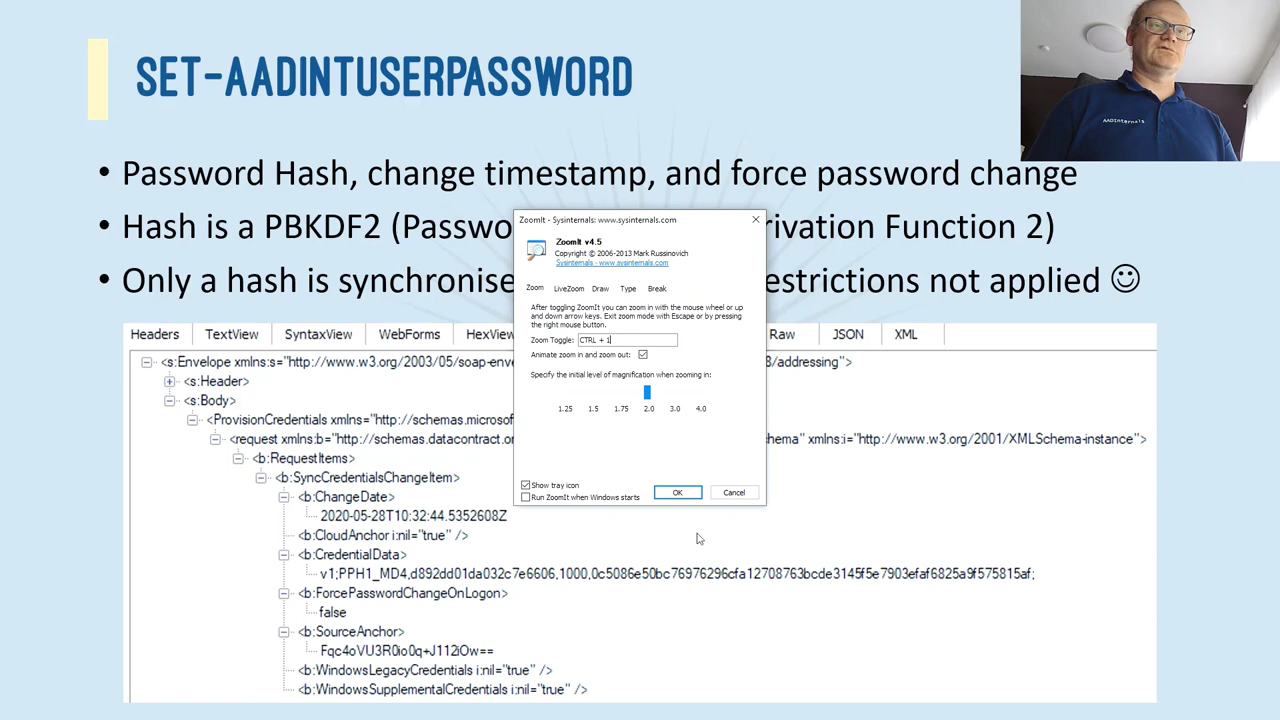 SET-AADINTUSERPASSWORD
AADInternals
• Password Hash, change timestamp, and force password change
• Hash is a PBKDF2 (Passwo rivation Function 2)
• Only a hash is synchronise estrictions not applied ☺
ZoomIt - Sysinternals: www.sysinternals.com
ZoomIt v4.5
Copyright © 2006-2013 Mark Russinovich
Sysinternals - www.sysinternals.com
Zoom LiveZoom Draw Type Break
After toggling ZoomIt you can zoom in with the mouse wheel or up
and down arrow keys. Exit zoom mode with Escape or by pressing
the right mouse button.
Zoom Toggle: CTRL + 1
Animate zoom in and zoom out:
Specify the initial level of magnification when zooming in:
1.25 1.5 1.75 2.0 3.0 4.0
Show tray icon
Run ZoomIt when Windows starts
OK Cancel
Headers TextView SyntaxView WebForms HexView Raw JSON XML
<s:Envelope xmlns:s="http://www.w3.org/2003/05/soap-enve 8/addressing">
<s:Header>
<s:Body>
<ProvisionCredentials xmlns="http://schemas.microsof
<request xmlns:b="http://schemas.datacontract.or hema" xmlns:i="http://www.w3.org/2001/XMLSchema-instance">
<b:RequestItems>
<b:SyncCredentialsChangeItem>
<b:ChangeDate>
2020-05-28T10:32:44.5352608Z
<b:CloudAnchor i:nil="true" />
<b:CredentialData>
v1;PPH1_MD4,d892dd01da032c7e6606,1000,0c5086e50bc76976296cfa12708763bcde3145f5e7903efaf6825a9f575815af;
<b:ForcePasswordChangeOnLogon>
false
<b:SourceAnchor>
Fqc4oVU3R0io0q+J112iOw==
<b:WindowsLegacyCredentials i:nil="true" />
<b:WindowsSupplementalCredentials i:nil="true" />